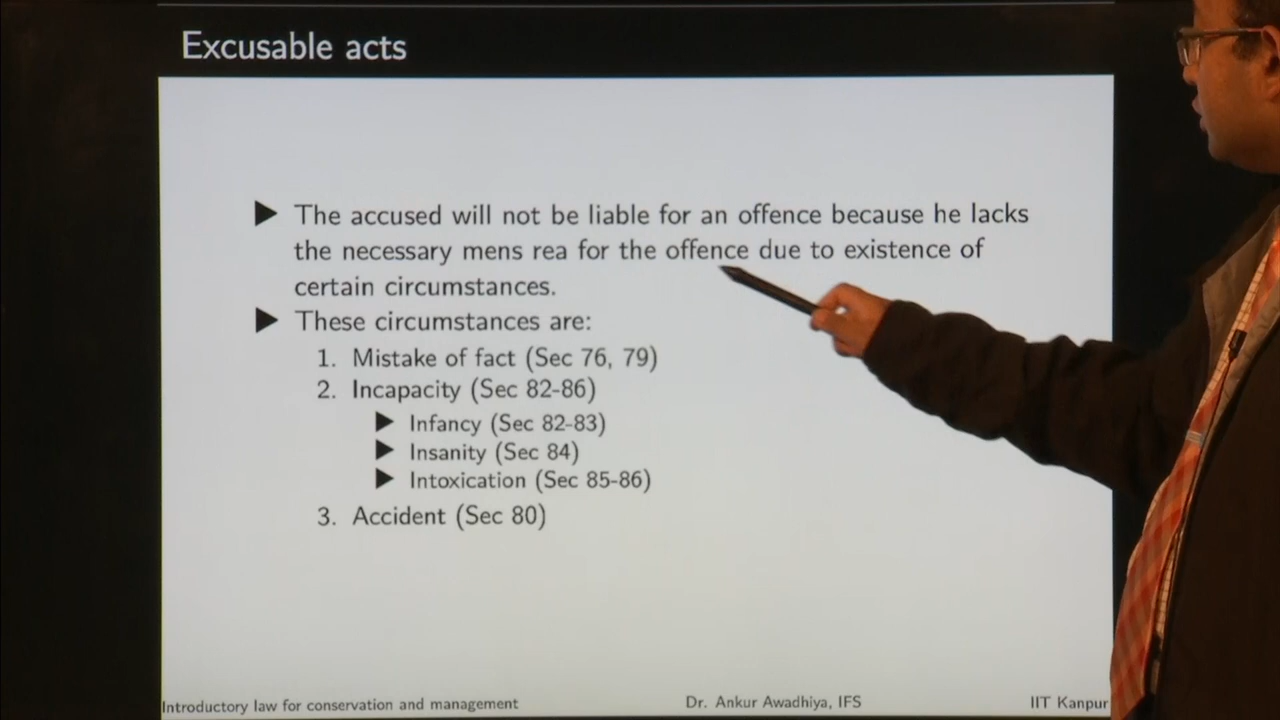 Excusable acts
▶ The accused will not be liable for an offence because he lacks
the necessary mens rea for the offence due to existence of
certain circumstances.
▶ These circumstances are:
1. Mistake of fact (Sec 76, 79)
2. Incapacity (Sec 82-86)
▶ Infancy (Sec 82-83)
▶ Insanity (Sec 84)
▶ Intoxication (Sec 85-86)
3. Accident (Sec 80)
Introductory law for conservation and management Dr. Ankur Awadhiya, IFS IIT Kanpur